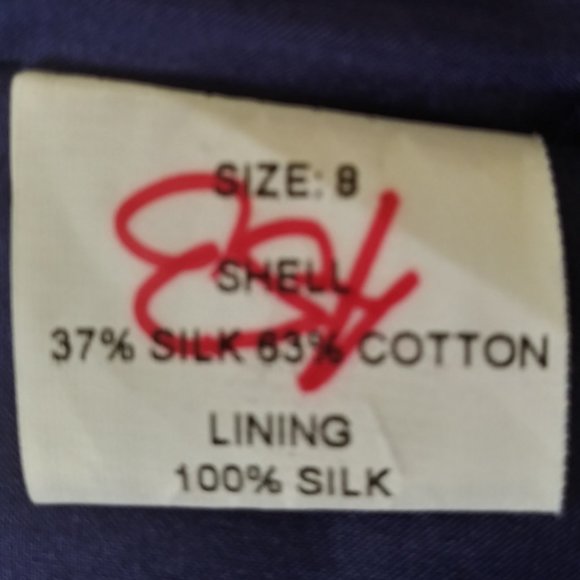 SIZE: 8
SHELL
37% SILK 63% COTTON
LINING
100% SILK